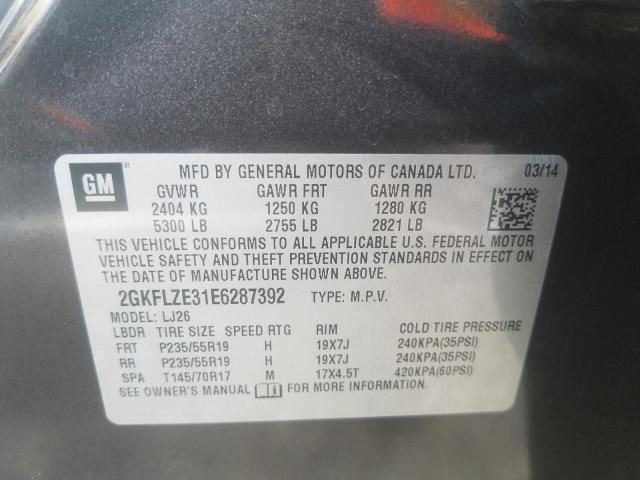 GM
MFD BY GENERAL MOTORS OF CANADA LTD. 03/14
GVWR GAWR FRT GAWR RR
2404 KG 1250 KG 1280 KG
5300 LB 2755 LB 2821 LB
THIS VEHICLE CONFORMS TO ALL APPLICABLE U.S. FEDERAL MOTOR
VEHICLE SAFETY AND THEFT PREVENTION STANDARDS IN EFFECT ON
THE DATE OF MANUFACTURE SHOWN ABOVE.
2GKFLZE31E6287392 TYPE: M.P.V.
MODEL: LJ26
LBDR TIRE SIZE SPEED RTG RIM COLD TIRE PRESSURE
FRT P235/55R19 H 19X7J 240KPA(35PSI)
RR P235/55R19 H 19X7J 240KPA(35PSI)
SPA T145/70R17 M 17X4.5T 420KPA(60PSI)
SEE OWNER'S MANUAL FOR MORE INFORMATION.